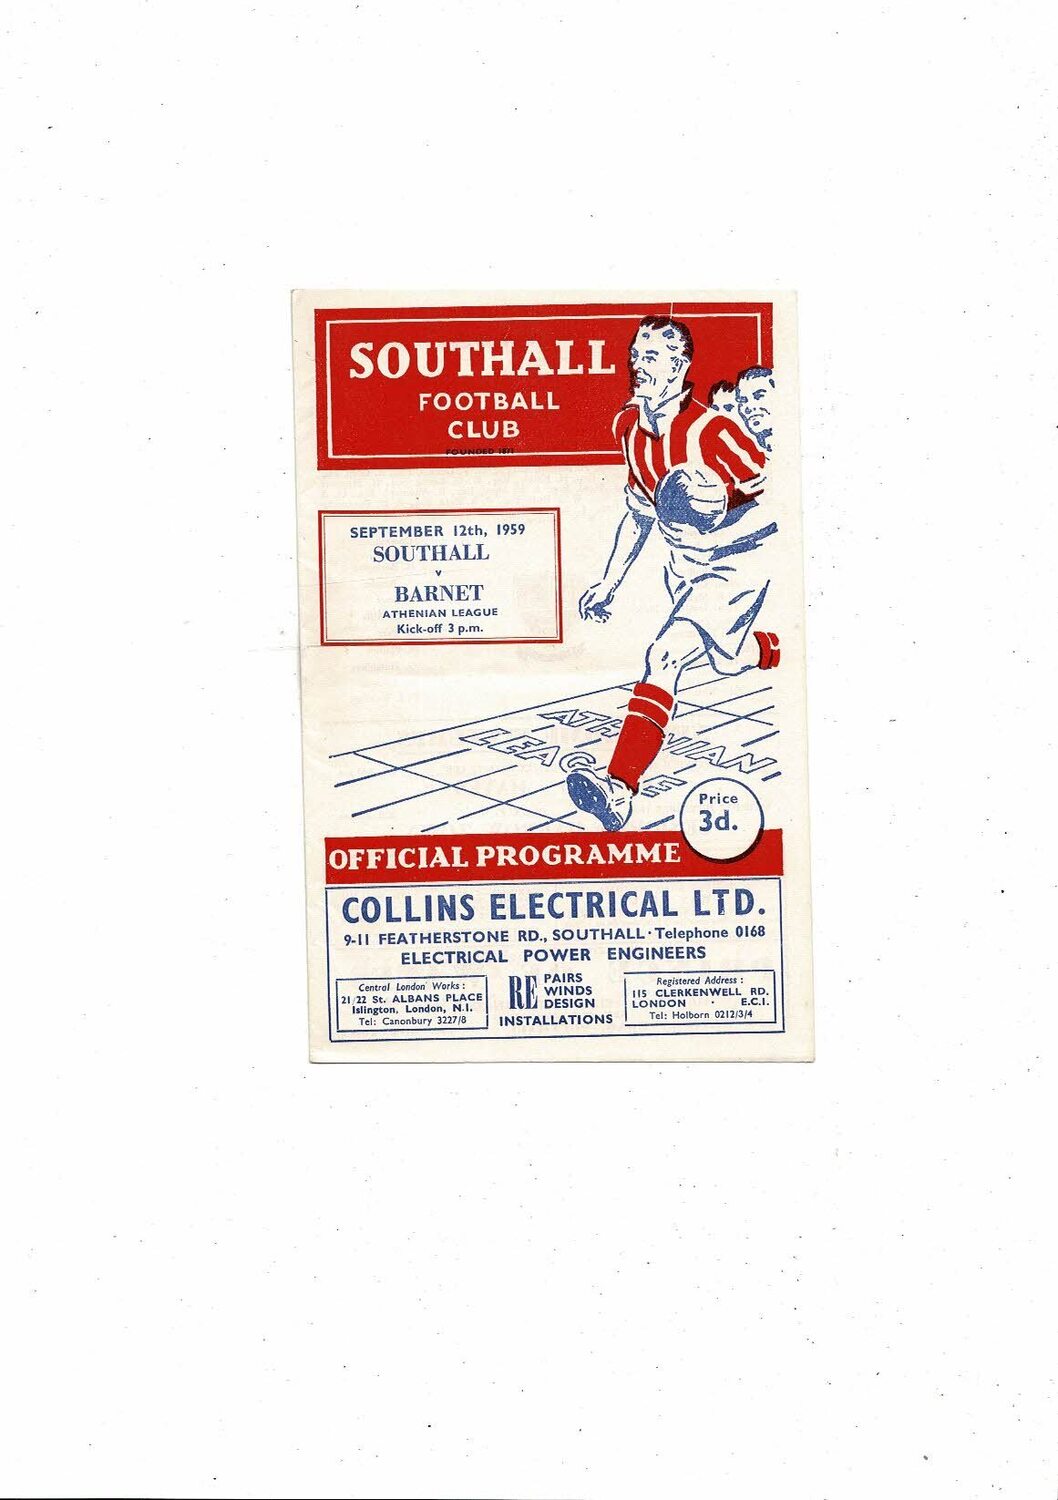 SOUTHALL
FOOTBALL
CLUB
FOUNDED 1871
SEPTEMBER 12th, 1959
SOUTHALL
v
BARNET
ATHENIAN LEAGUE
Kick-off 3 p.m.
ATHENIAN
LEAGUE
Price
3d.
OFFICIAL PROGRAMME
COLLINS ELECTRICAL LTD.
9-11 FEATHERSTONE RD., SOUTHALL · Telephone 0168
ELECTRICAL POWER ENGINEERS
Central London Works :
21/22 St. ALBANS PLACE
Islington, London, N.1.
Tel: Canonbury 3227/8
RE PAIRS
WINDS
DESIGN
INSTALLATIONS
Registered Address :
115 CLERKENWELL RD.
LONDON · E.C.1.
Tel: Holborn 0212/3/4